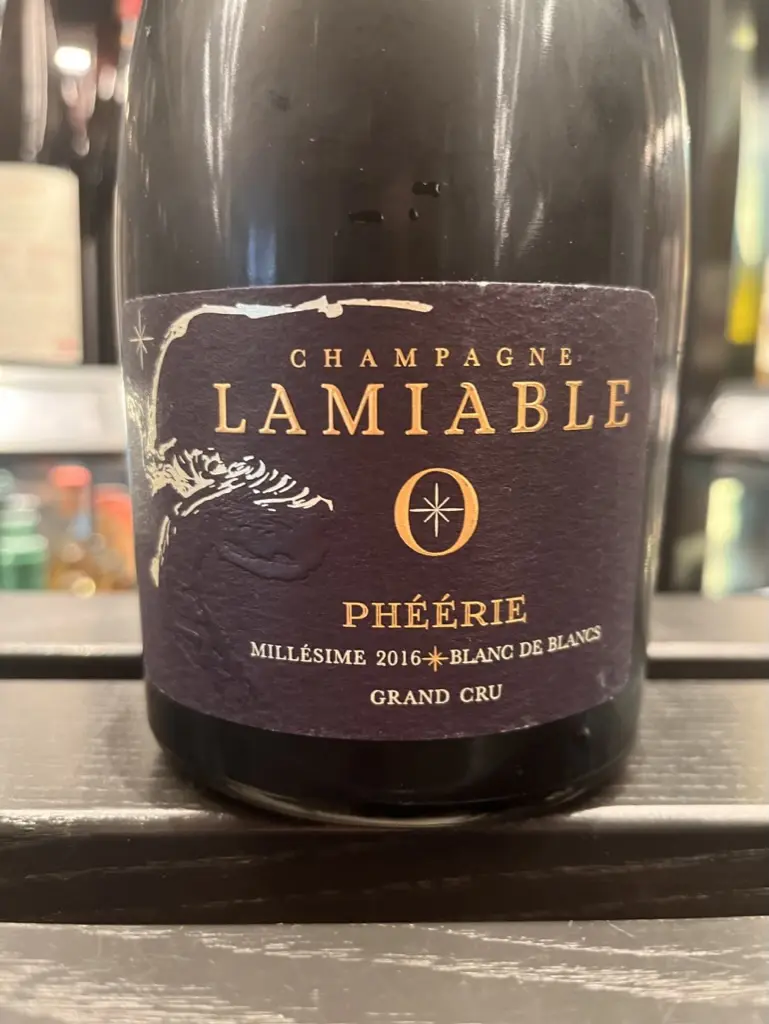 CHAMPAGNE
LAMIABLE
O
PHÉÉRIE
MILLÉSIME 2016 BLANC DE BLANCS
GRAND CRU